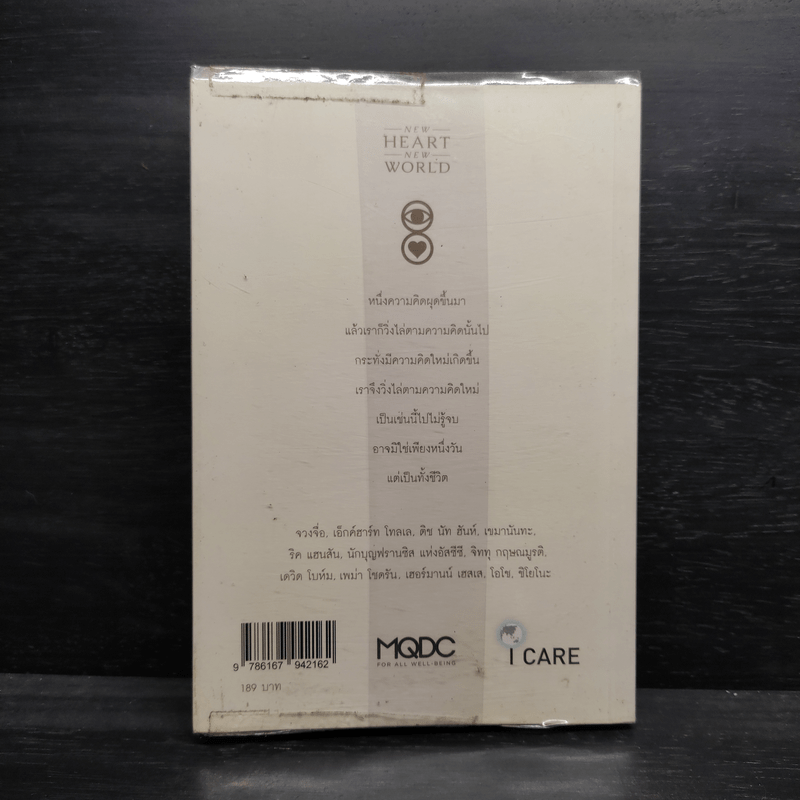 NEW
HEART
NEW
WORLD
หนึ่งความคิดผุดขึ้นมา
แล้วเราก็วิ่งไล่ตามความคิดนั้นไป
กระทั่งมีความคิดใหม่เกิดขึ้น
เราจึงวิ่งไล่ตามความคิดใหม่
เป็นเช่นนี้ไปไม่รู้จบ
อาจมิใช่เพียงหนึ่งวัน
แต่เป็นทั้งชีวิต
จวงจื่อ, เอ็กค์ฮาร์ท โทลเล, ติช นัท ฮันห์, เขมานันทะ,
ริค แฮนสัน, นักบุญฟรานซิส แห่งอัสซีซี, จิททุ กฤษณมูรติ,
เดวิด โบห์ม, เพม่า โชดรัน, เฮอร์มานน์ เฮสเส, โอโช, ชิโยโนะ
9 786167 942162
189 บาท
MQDC
FOR ALL WELL-BEING
I CARE